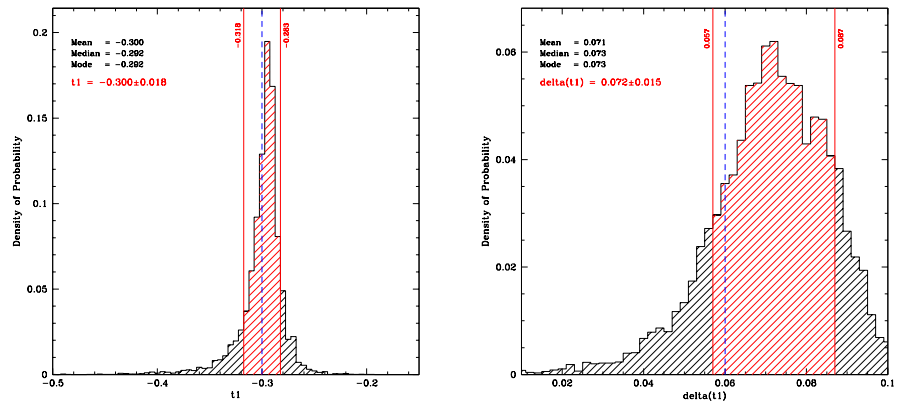 −0.318
−0.283
Mean = −0.300
Median = −0.292
Mode = −0.292
t1 = −0.300±0.018
Density of Probability
0.2
0.15
0.1
0.05
0
−0.5
−0.4
−0.3
−0.2
t1
0.057
0.087
Mean = 0.071
Median = 0.073
Mode = 0.073
delta(t1) = 0.072±0.015
Density of Probability
0.06
0.04
0.02
0
0.02
0.04
0.06
0.08
0.1
delta(t1)